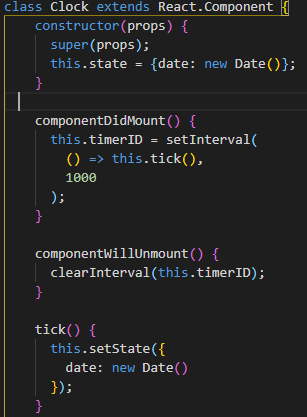 class Clock extends React.Component {
  constructor(props) {
    super(props);
    this.state = {date: new Date()};
  }

  componentDidMount() {
    this.timerID = setInterval(
      () => this.tick(),
      1000
    );
  }

  componentWillUnmount() {
    clearInterval(this.timerID);
  }

  tick() {
    this.setState({
      date: new Date()
    });
  }